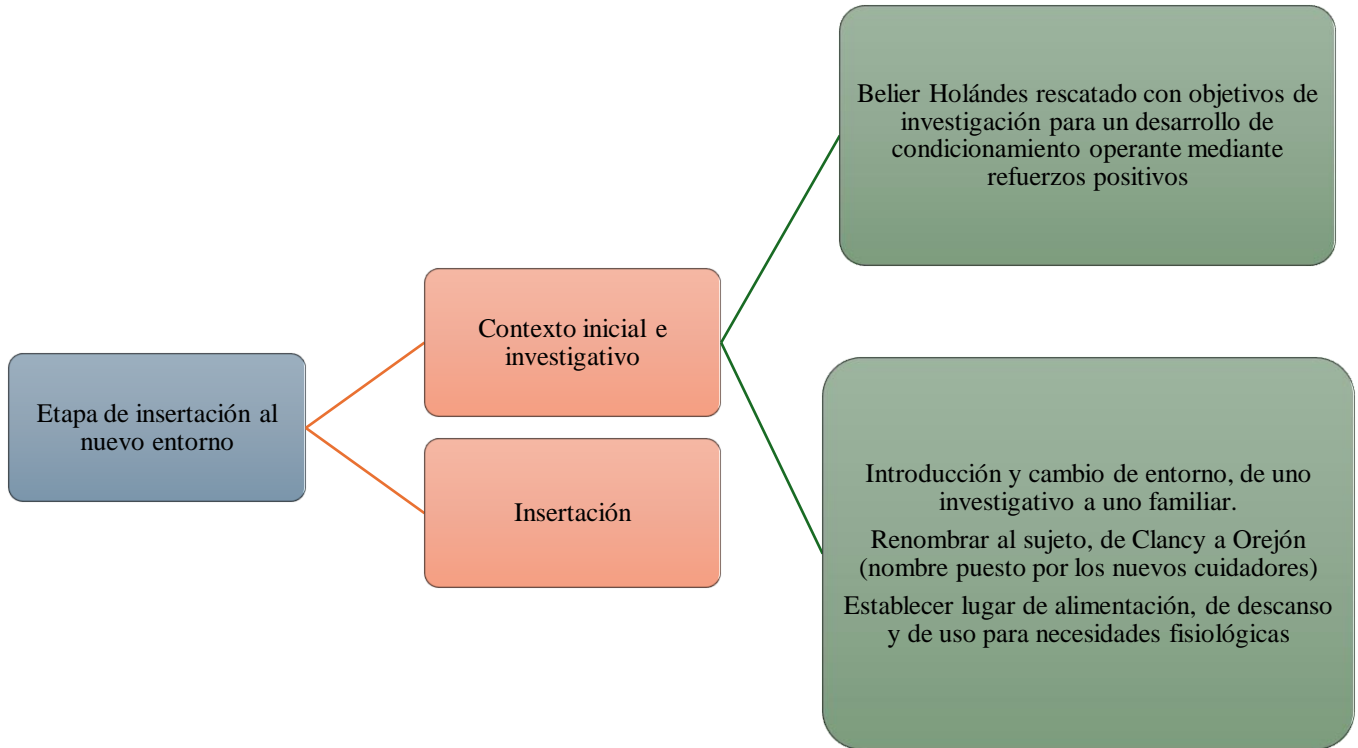 Etapa de insertación al
nuevo entorno
Contexto inicial e
investigativo
Insertación
Belier Holándes rescatado con objetivos de
investigación para un desarrollo de
condicionamiento operante mediante
refuerzos positivos
Introducción y cambio de entorno, de uno
investigativo a uno familiar.
Renombrar al sujeto, de Clancy a Orejón
(nombre puesto por los nuevos cuidadores)
Establecer lugar de alimentación, de descanso
y de uso para necesidades fisiológicas